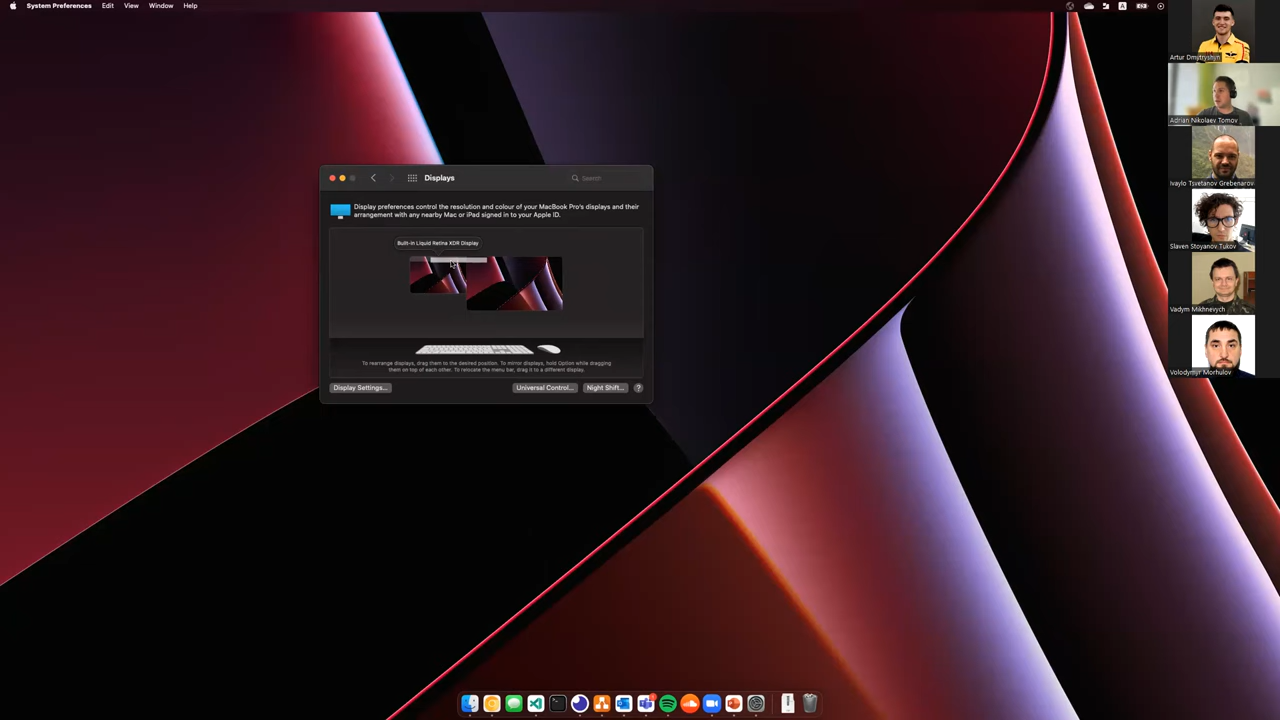 System Preferences Edit View Window Help
A
Artur Dmytryshyn
Adrian Nikolaev Tomov
Ivaylo Tsvetanov Grebenarov
Slaven Stoyanov Tukov
Vadym Mikhnevych
Volodymyr Morhulov
Displays
Search
Display preferences control the resolution and colour of your MacBook Pro's displays and their
arrangement with any nearby Mac or iPad signed in to your Apple ID.
Built-in Liquid Retina XDR Display
To rearrange displays, drag them to the desired position. To mirror displays, hold Option while dragging
them on top of each other. To relocate the menu bar, drag it to a different display.
Display Settings... Universal Control... Night Shift... ?